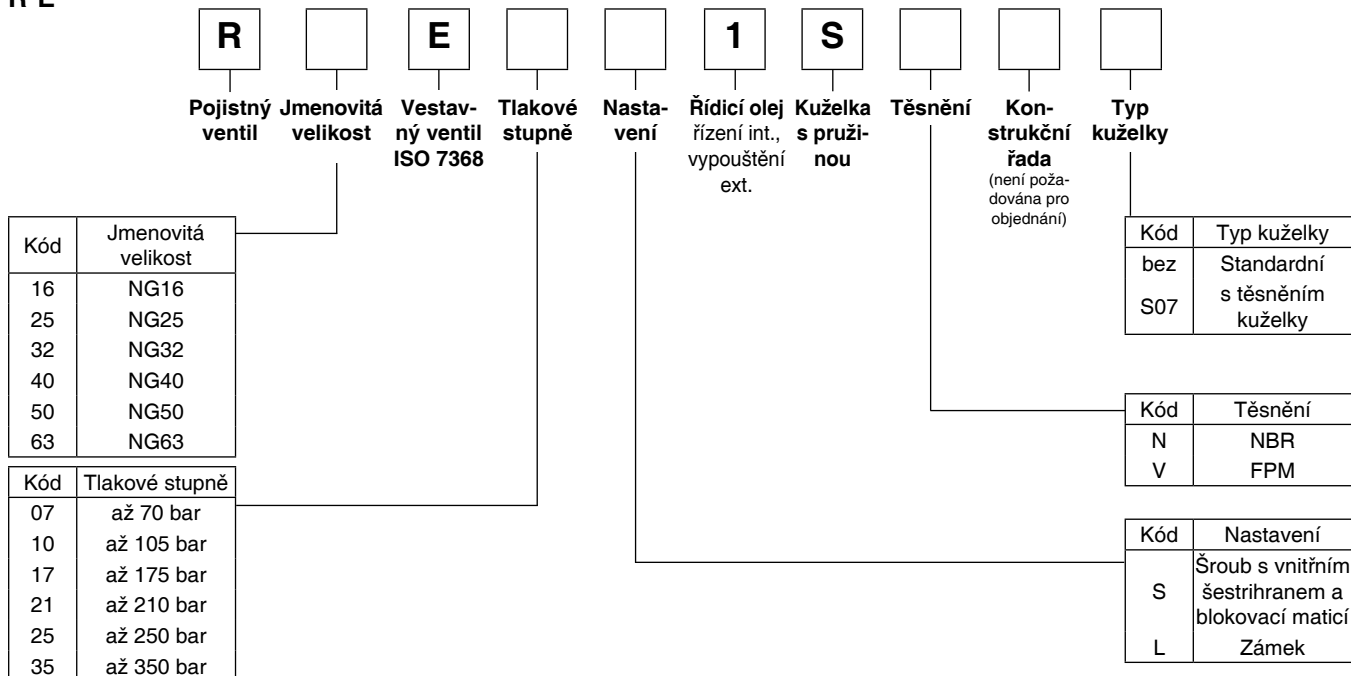 R E 1 S
Pojistný Jmenovitá Vestav- Tlakové Nasta- Řídicí olej Kuželka Těsnění Kon- Typ
ventil velikost ný ventil stupně vení řízení int., s pruži- strukční kuželky
ISO 7368 vypouštění nou řada
ext. (není poža-
dována pro
objednání)
Kód Jmenovitá
velikost
16 NG16
25 NG25
32 NG32
40 NG40
50 NG50
63 NG63
Kód Tlakové stupně
07 až 70 bar
10 až 105 bar
17 až 175 bar
21 až 210 bar
25 až 250 bar
35 až 350 bar
Kód Typ kuželky
bez Standardní
S07 s těsněním
kuželky
Kód Těsnění
N NBR
V FPM
Kód Nastavení
S Šroub s vnitřním
šestrihranem a
blokovací maticí
L Zámek